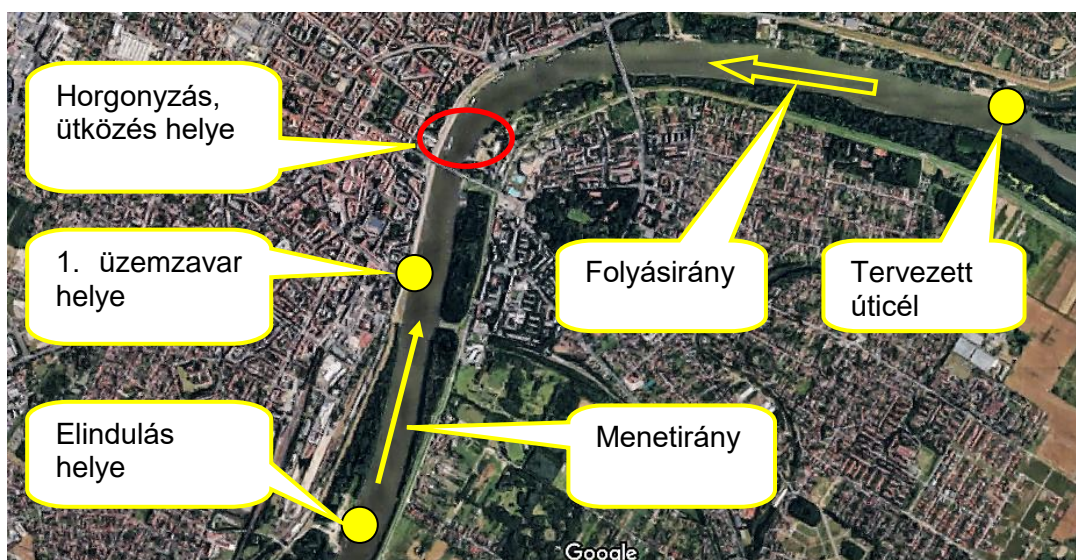 Horgonyzás,
ütközés helye
1. üzemzavar
helye
Elindulás
helye
Folyásirány
Tervezett
úticél
Menetirány
Google